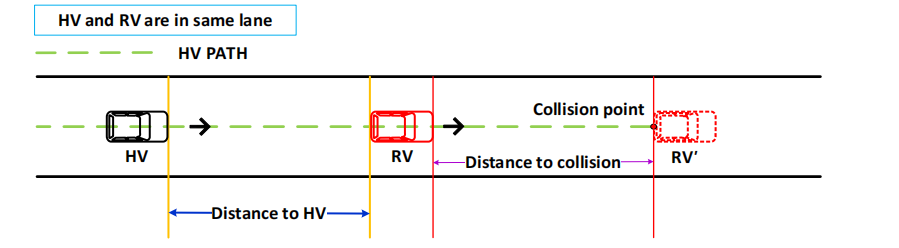 HV and RV are in same lane
HV PATH
Collision point
HV
RV
RV′
Distance to collision
Distance to HV